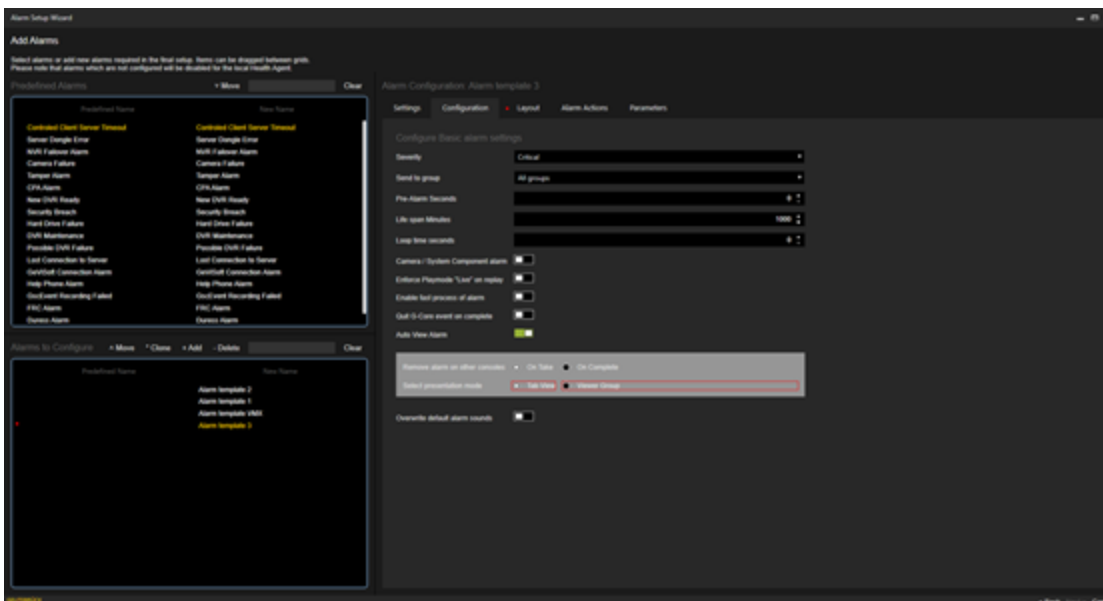 Alarm Setup Wizard
Add Alarms
Select alarms or add new alarms required in the final setup. Items can be dragged between grids.
Please note that alarms which are not configured will be disabled for the local Health Agent.
Predefined Alarms + Move Clear
Predefined Name New Name
Controlled Client Server Timeout Controlled Client Server Timeout
Server Dongle Error Server Dongle Error
NVR Failover Alarm NVR Failover Alarm
Camera Failure Camera Failure
Tamper Alarm Tamper Alarm
CPA Alarm CPA Alarm
New DVR Ready New DVR Ready
Security Breach Security Breach
Hard Drive Failure Hard Drive Failure
DVR Maintenance DVR Maintenance
Possible DVR Failure Possible DVR Failure
Lost Connection to Server Lost Connection to Server
GeViSoft Connection Alarm GeViSoft Connection Alarm
Help Phone Alarm Help Phone Alarm
GscEvent Recording Failed GscEvent Recording Failed
FRC Alarm FRC Alarm
Duress Alarm Duress Alarm
Alarms to Configure Move * Clone + Add - Delete Clear
Predefined Name New Name
Alarm template 2
Alarm template 1
Alarm template VMX
Alarm template 3
Alarm Configuration: Alarm template 3
Settings Configuration Layout Alarm Actions Parameters
Configure Basic alarm settings
Severity Critical
Send to group All groups
Pre-Alarm Seconds
Life span Minutes 1000
Loop time seconds
Camera / System Component alarm
Enforce Playmode "Live" on replay
Enable fast process of alarm
Quit G-Core event on complete
Auto View Alarm
Remove alarm on other consoles On Take On Complete
Select presentation mode Tab View Viewer Group
Overwrite default alarm sounds